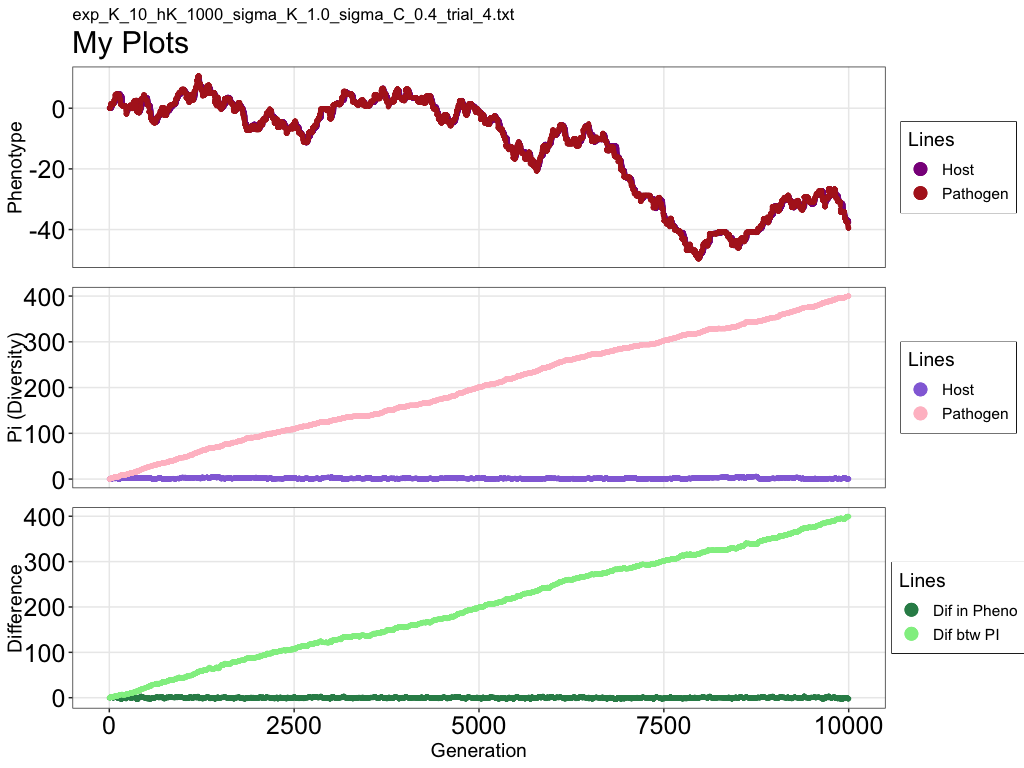 exp_K_10_hK_1000_sigma_K_1.0_sigma_C_0.4_trial_4.txt
My Plots
Phenotype
0
-20
-40
Lines
Host
Pathogen
Pi (Diversity)
400
300
200
100
0
Lines
Host
Pathogen
Difference
400
300
200
100
0
Lines
Dif in Pheno
Dif btw PI
0 2500 5000 7500 10000
Generation